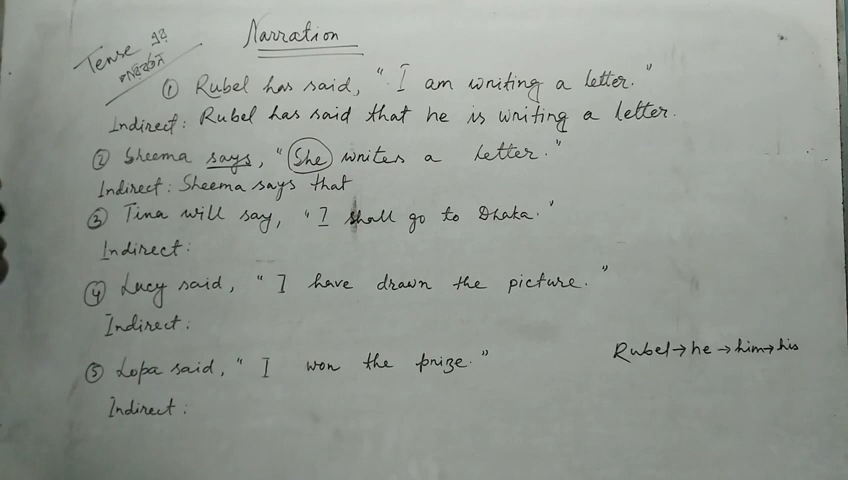 Narration
Tense এর
পরিবর্তন
① Rubel has said, "I am writing a letter."
Indirect: Rubel has said that he is writing a letter.
② Sheema says, "She writes a letter."
Indirect: Sheema says that
③ Tina will say, "I shall go to Dhaka."
Indirect:
④ Lucy said, "I have drawn the picture."
Indirect:
⑤ Lopa said, "I won the prize."
Rubel→he→him→his
Indirect: